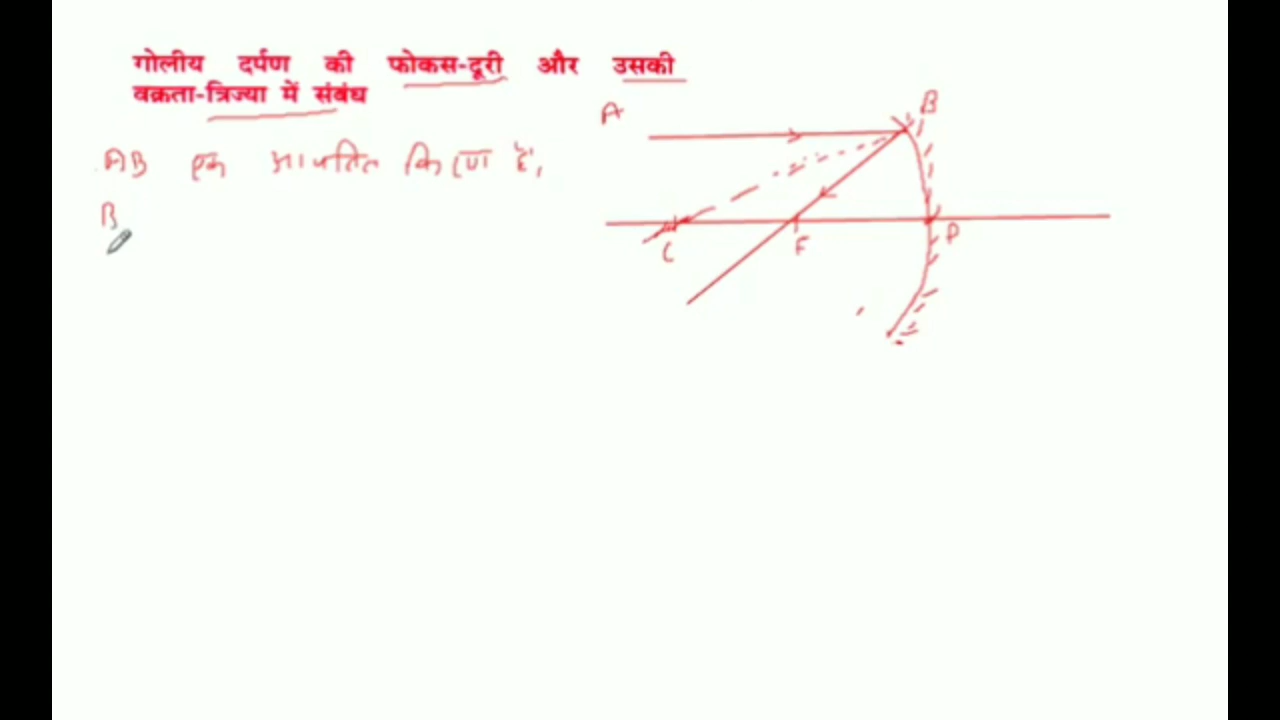 गोलीय दर्पण की फोकस-दूरी और उसकी
वक्रता-त्रिज्या में संबंध
A
B
AB एक आपतित किरण है,
B
C
F
P